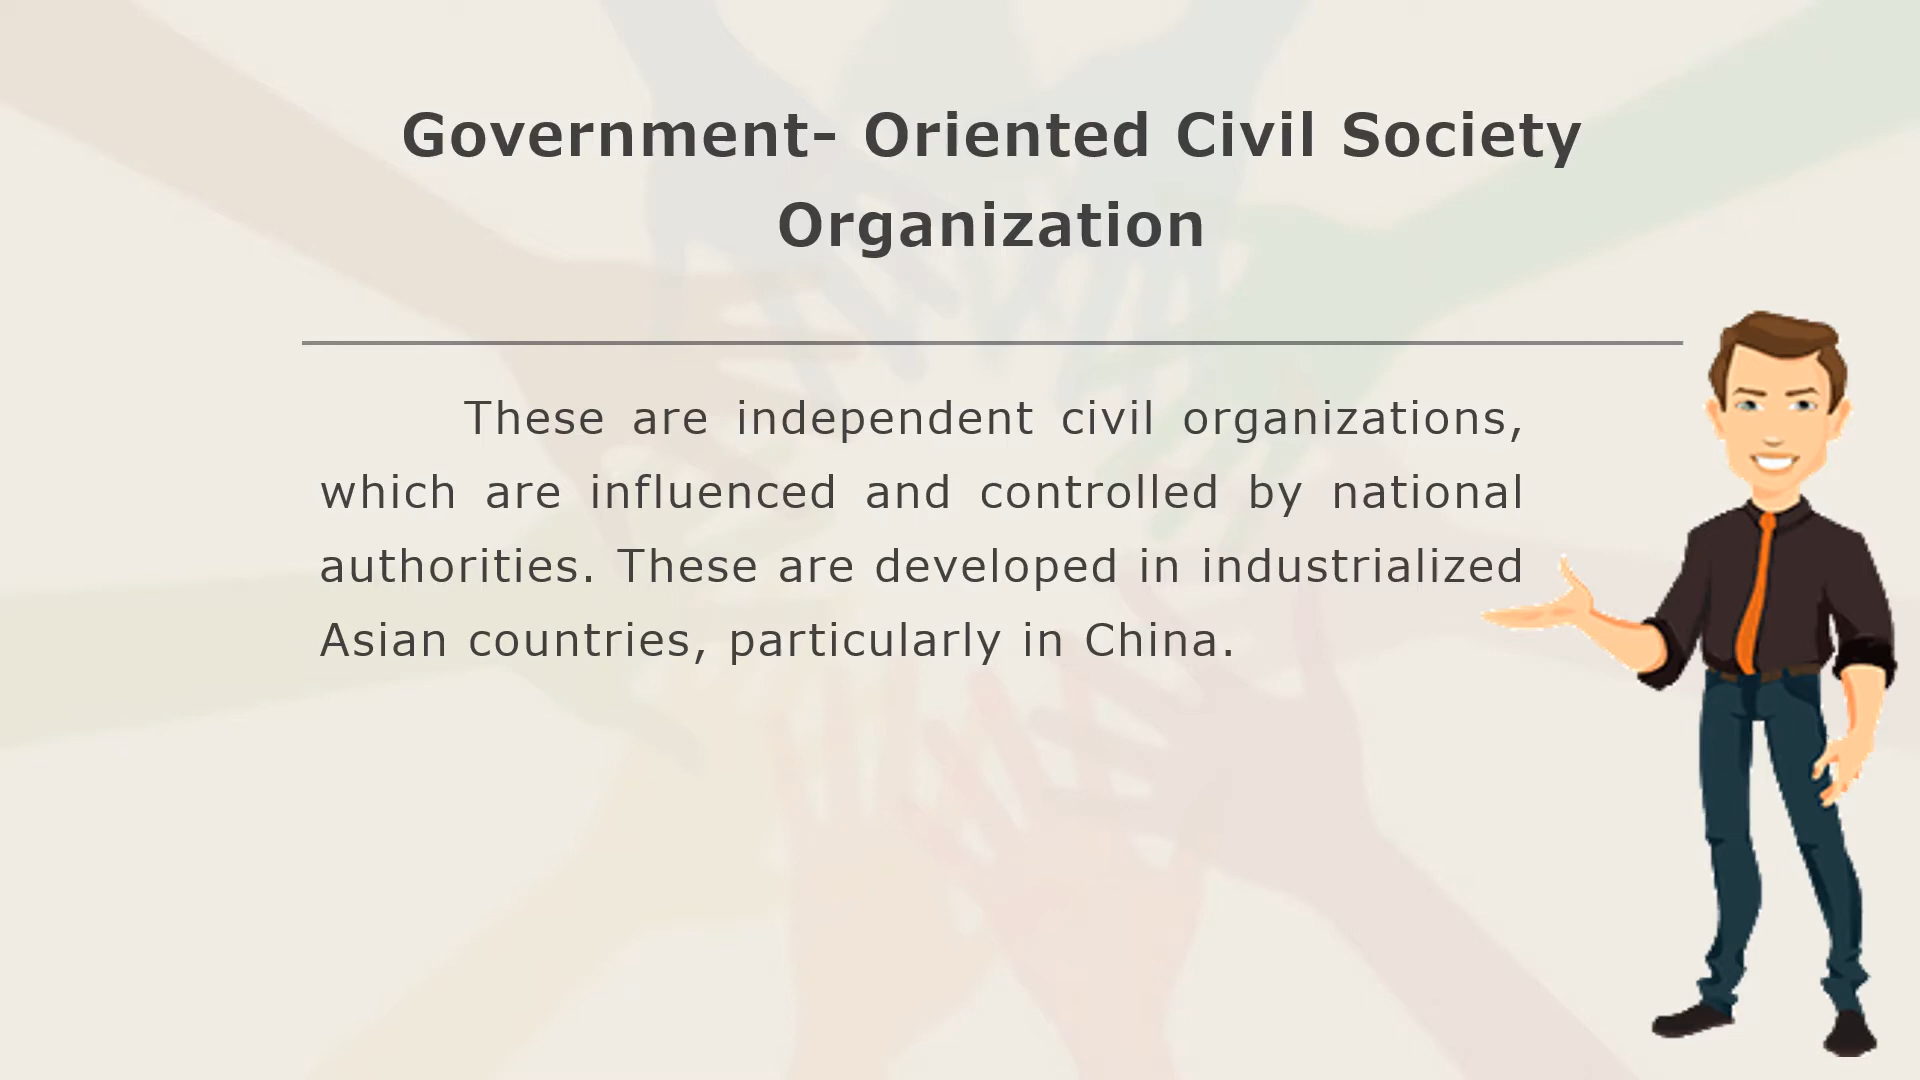 Government- Oriented Civil Society
Organization
These are independent civil organizations,
which are influenced and controlled by national
authorities. These are developed in industrialized
Asian countries, particularly in China.